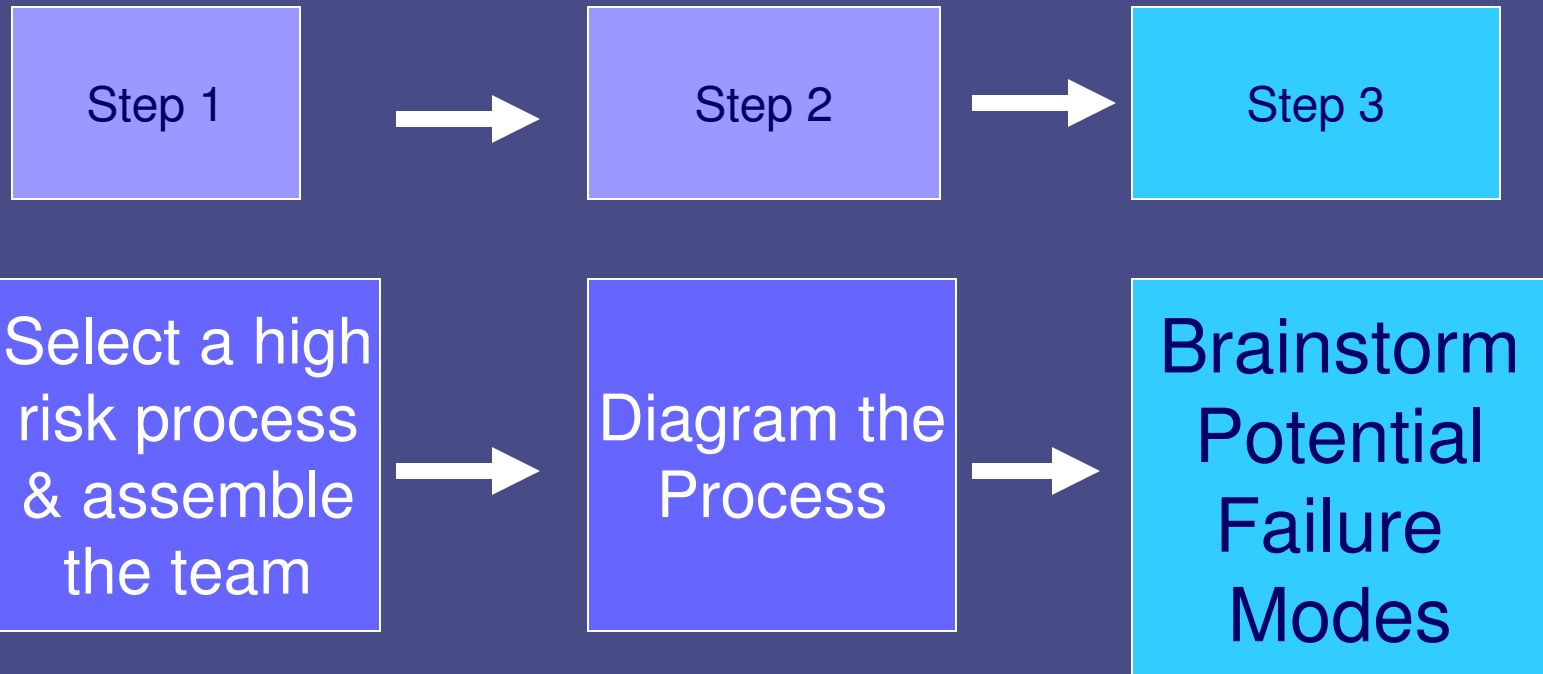 Step 1
Step 2
Step 3
Select a high
risk process
& assemble
the team
Diagram the
Process
Brainstorm
Potential
Failure
Modes